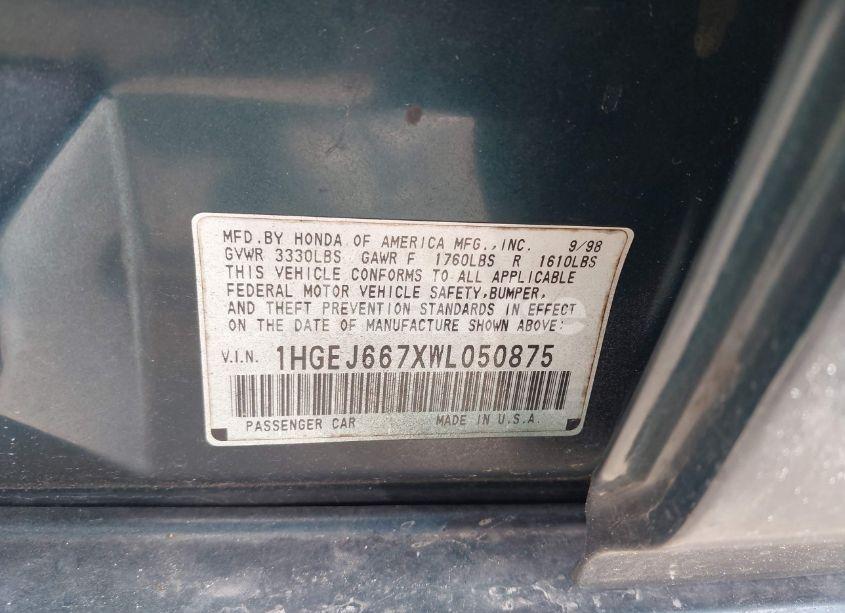 MFD.BY HONDA OF AMERICA MFG.,INC. 9/98
GVWR 3330LBS GAWR F 1760LBS R 1610LBS
THIS VEHICLE CONFORMS TO ALL APPLICABLE
FEDERAL MOTOR VEHICLE SAFETY,BUMPER,
AND THEFT PREVENTION STANDARDS IN EFFECT
ON THE DATE OF MANUFACTURE SHOWN ABOVE:
V.I.N. 1HGEJ667XWL050875
PASSENGER CAR MADE IN U.S.A.